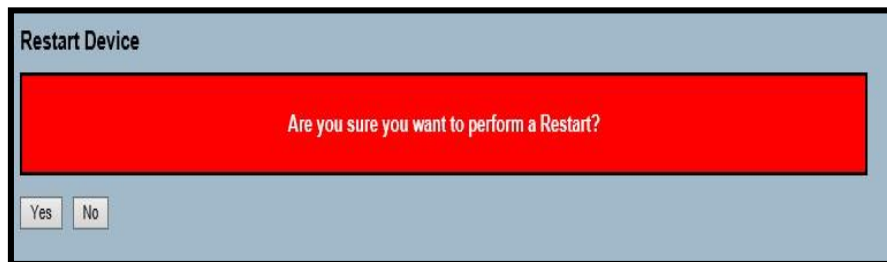 Restart Device
Are you sure you want to perform a Restart?
Yes No